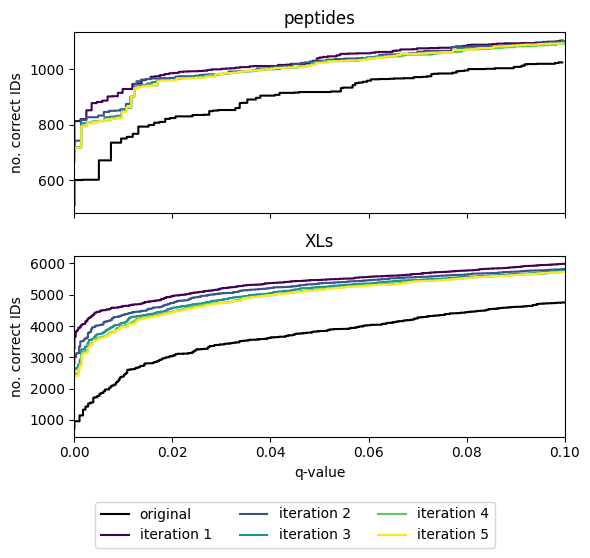 peptides
no. correct IDs
1000
800
600
XLs
no. correct IDs
6000
5000
4000
3000
2000
1000
0.00 0.02 0.04 0.06 0.08 0.10
q-value
original iteration 2 iteration 4
iteration 1 iteration 3 iteration 5